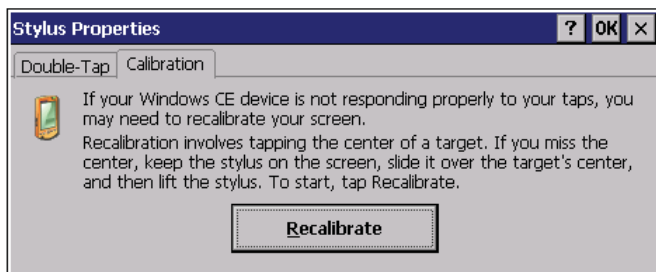 Stylus Properties ? OK ×
Double-Tap Calibration
If your Windows CE device is not responding properly to your taps, you
may need to recalibrate your screen.
Recalibration involves tapping the center of a target. If you miss the
center, keep the stylus on the screen, slide it over the target's center,
and then lift the stylus. To start, tap Recalibrate.
Recalibrate